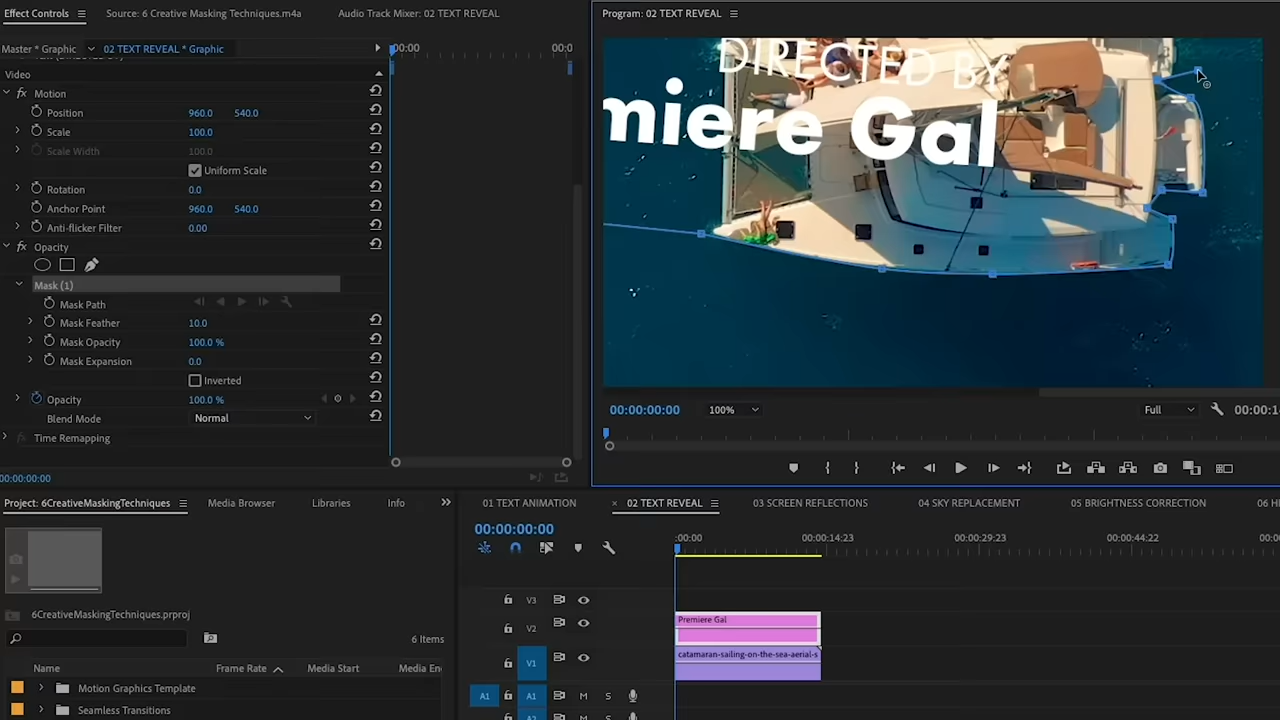 Effect Controls
Source: 6 Creative Masking Techniques.m4a
Audio Track Mixer: 02 TEXT REVEAL
Program: 02 TEXT REVEAL
Master * Graphic
02 TEXT REVEAL * Graphic
:00:00
00:0
Video
fx Motion
Position 960.0 540.0
Scale 100.0
Scale Width 100.0
Uniform Scale
Rotation 0.0
Anchor Point 960.0 540.0
Anti-flicker Filter 0.00
fx Opacity
Mask (1)
Mask Path
Mask Feather 10.0
Mask Opacity 100.0 %
Mask Expansion 0.0
Inverted
Opacity 100.0 %
Blend Mode Normal
fx Time Remapping
00:00:00:00
DIRECTED BY
miere Gal
00:00:00:00
100%
Full
00:00:1
Project: 6CreativeMaskingTechniques
Media Browser
Libraries
Info
6CreativeMaskingTechniques.prproj
6 Items
Name
Frame Rate
Media Start
Media En
Motion Graphics Template
Seamless Transitions
01 TEXT ANIMATION
02 TEXT REVEAL
03 SCREEN REFLECTIONS
04 SKY REPLACEMENT
05 BRIGHTNESS CORRECTION
06 H
00:00:00:00
:00:00
00:00:14:23
00:00:29:23
00:00:44:22
00:0
V3
V2
Premiere Gal
V1
catamaran-sailing-on-the-sea-aerial-s
A1
A1
M
S
A2
M
S